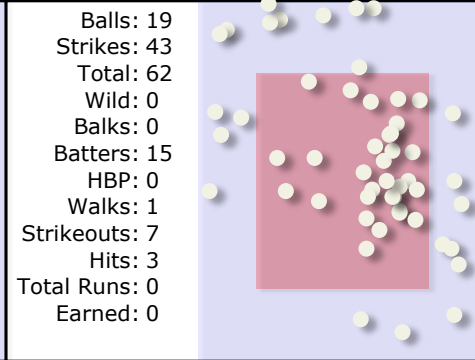 Balls: 19
Strikes: 43
Total: 62
Wild: 0
Balks: 0
Batters: 15
HBP: 0
Walks: 1
Strikeouts: 7
Hits: 3
Total Runs: 0
Earned: 0